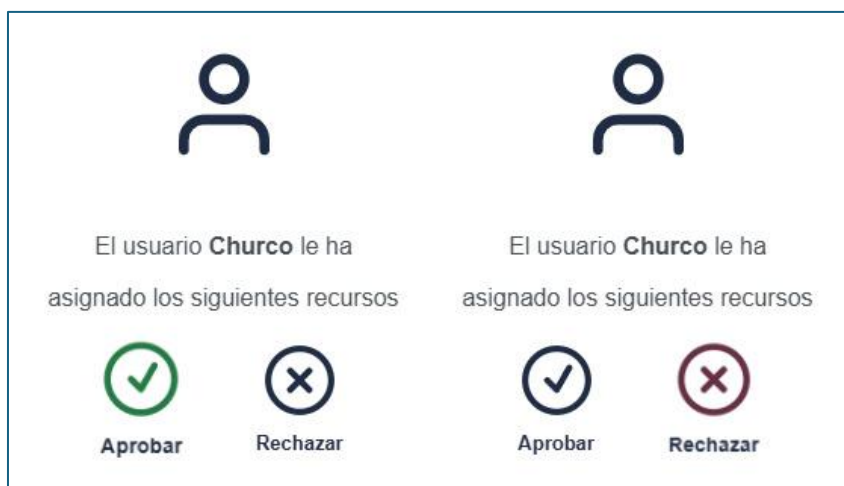 El usuario Churco le ha
asignado los siguientes recursos
Aprobar
Rechazar
El usuario Churco le ha
asignado los siguientes recursos
Aprobar
Rechazar